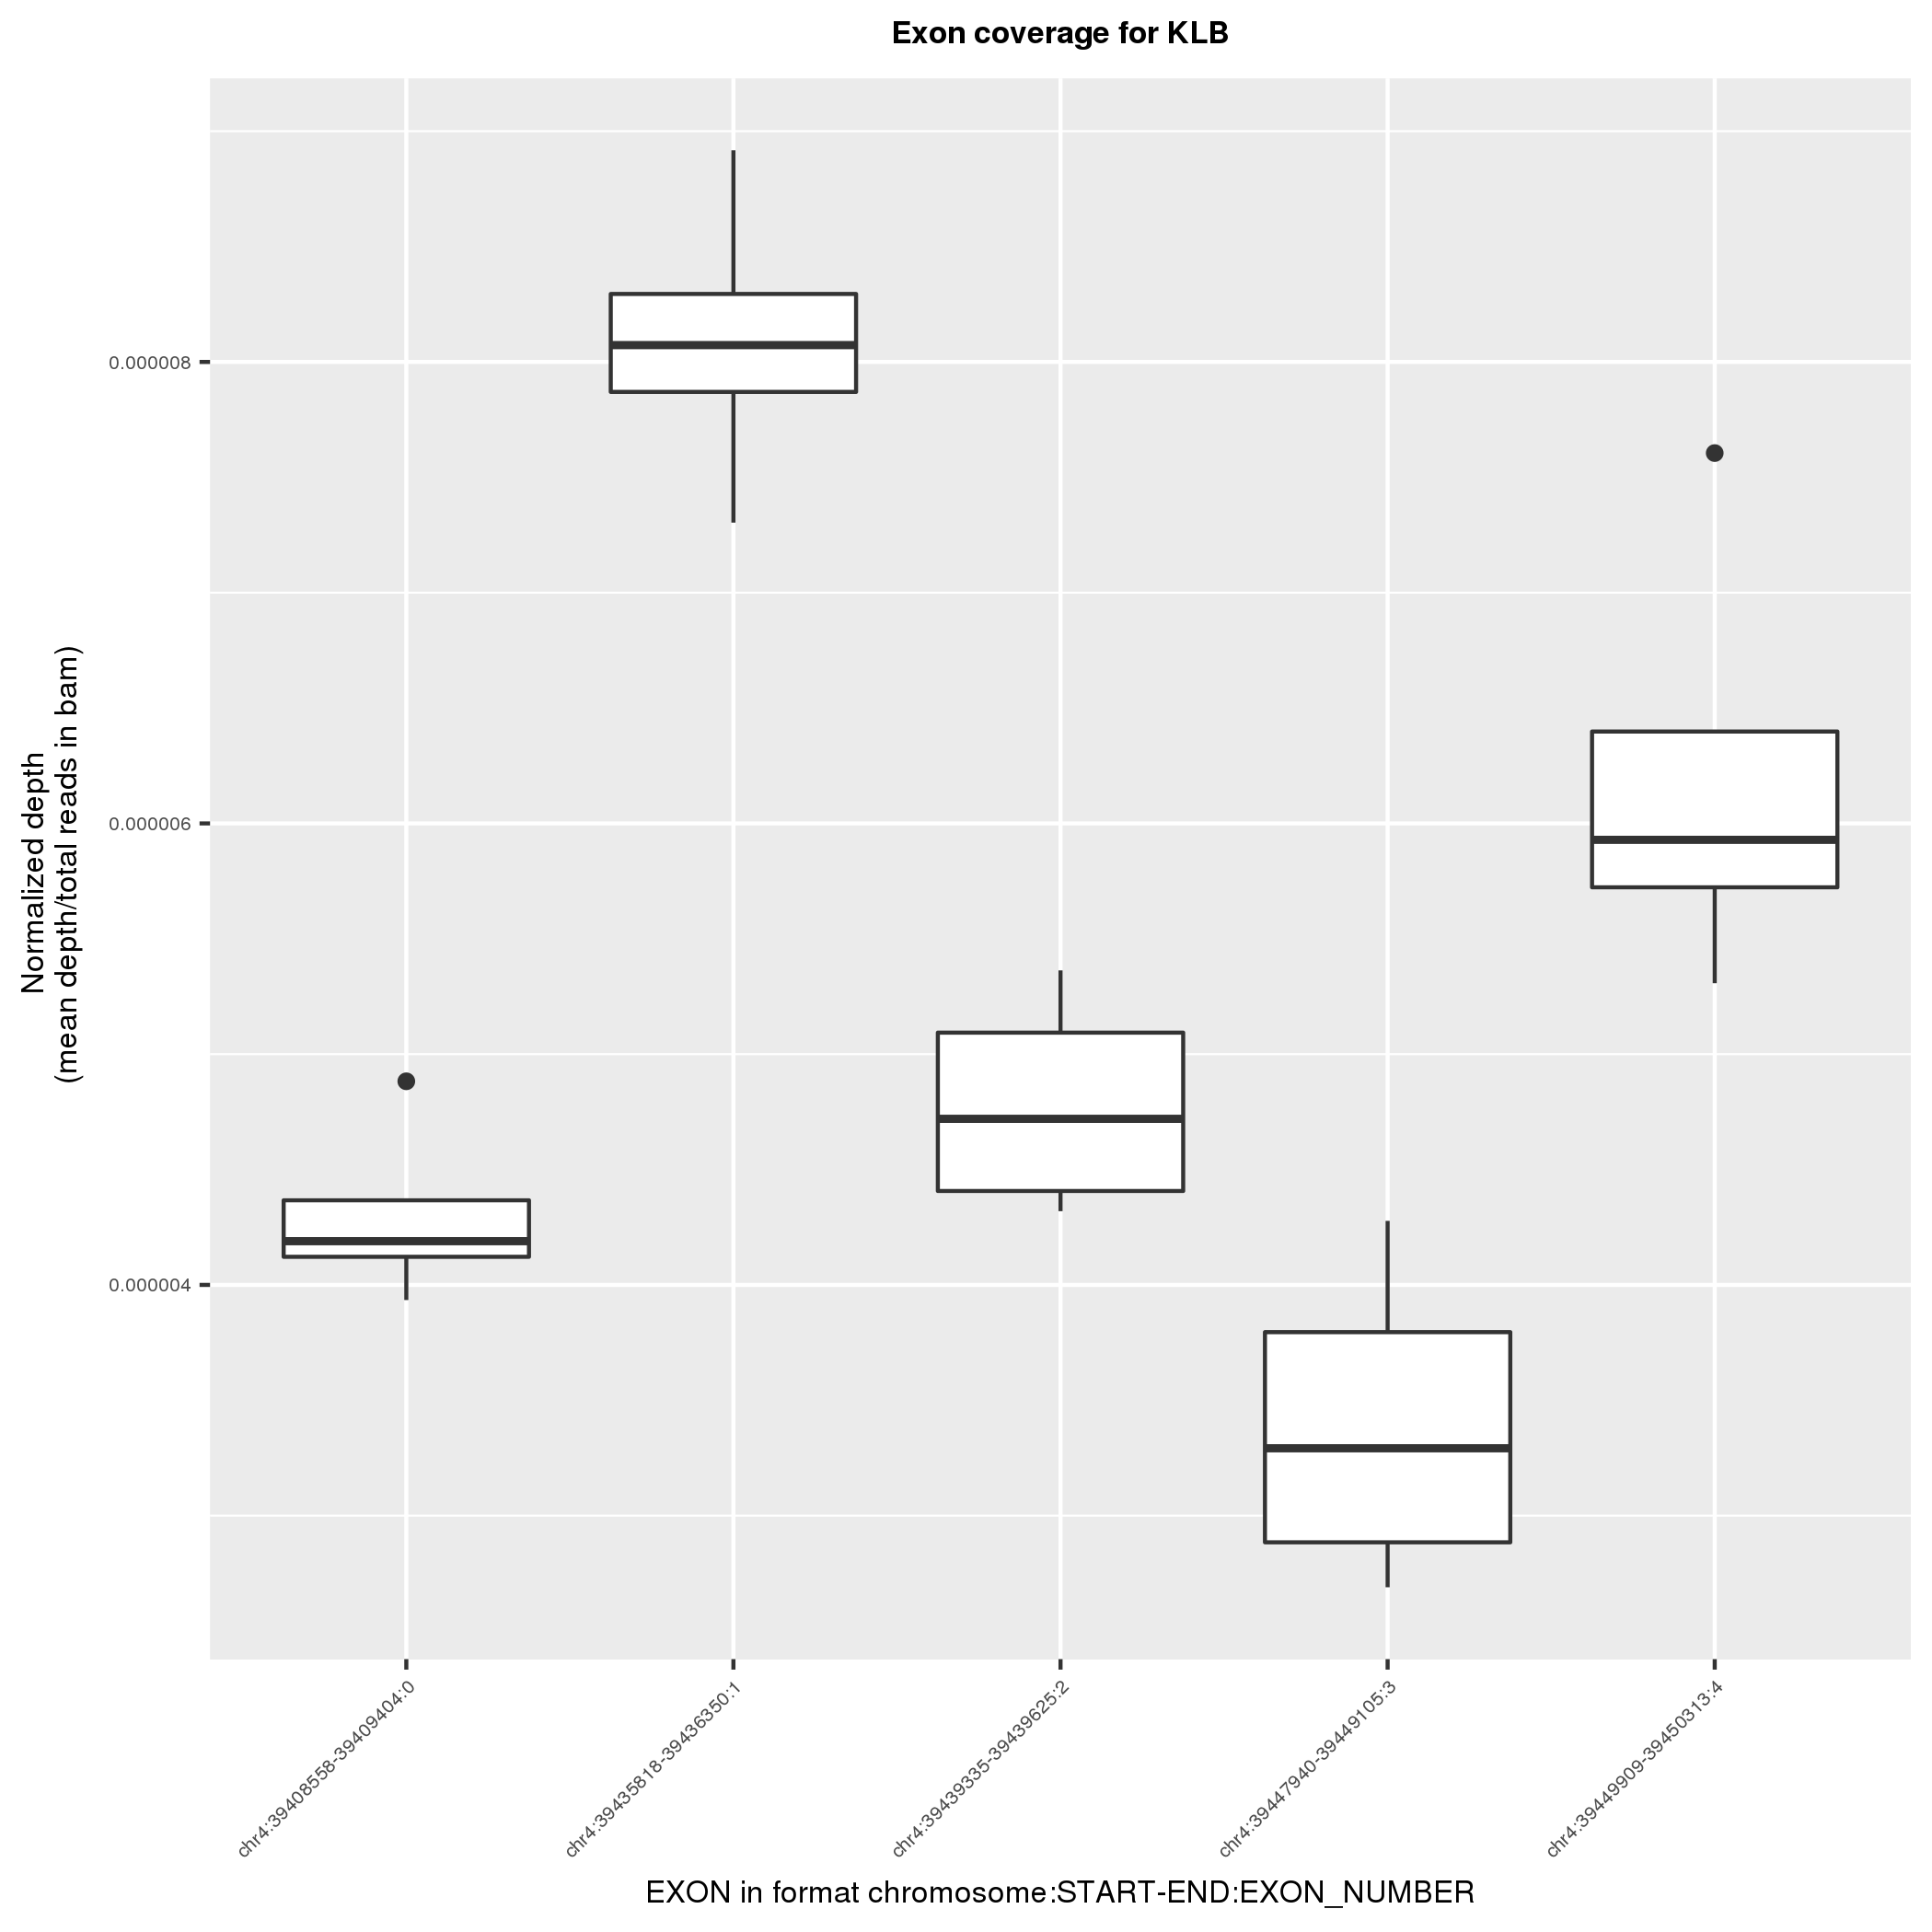 Exon coverage for KLB
Normalized depth
(mean depth/total reads in bam)
0.000008
0.000006
0.000004
chr4:39408558-39409404:0
chr4:39435818-39436350:1
chr4:39439335-39439625:2
chr4:39447940-39449105:3
chr4:39449909-39450313:4
EXON in format chromosome:START-END:EXON_NUMBER